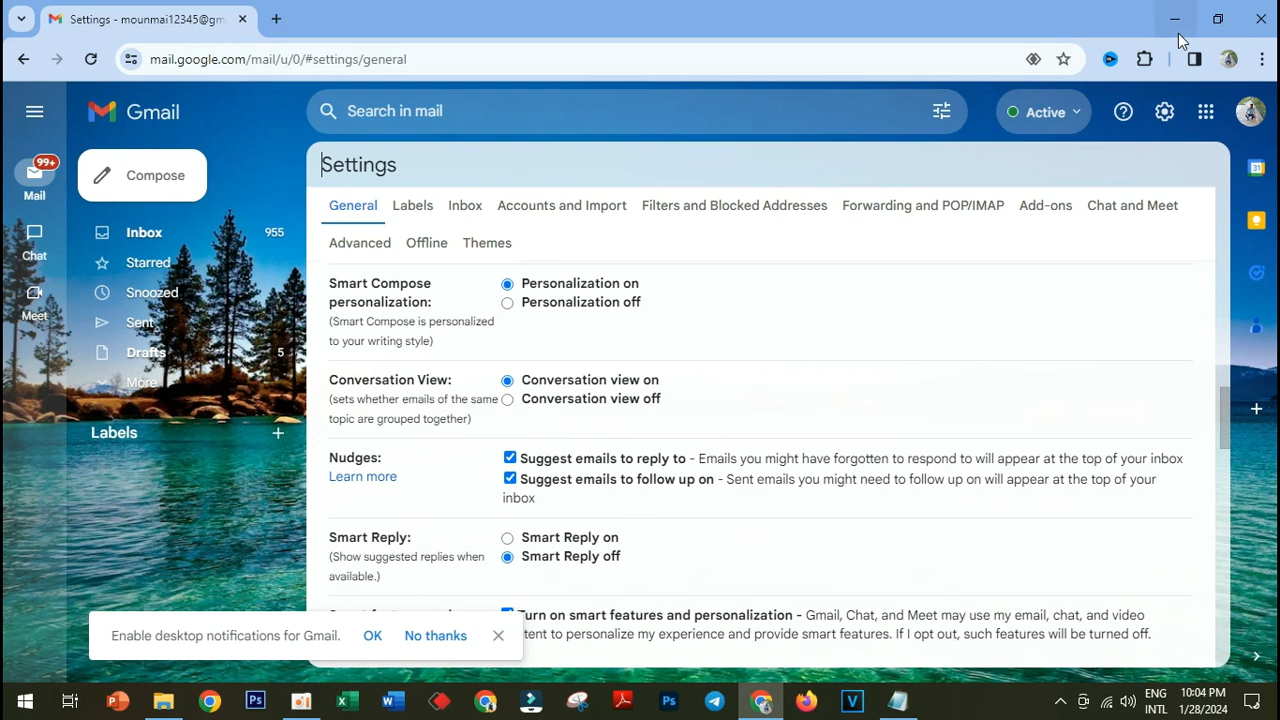 Settings - mounmai12345@gm
mail.google.com/mail/u/0/#settings/general
Gmail
Search in mail
Active
99+
Mail
Chat
Meet
Compose
Inbox 955
Starred
Snoozed
Sent
Drafts 5
More
Labels
Settings
General Labels Inbox Accounts and Import Filters and Blocked Addresses Forwarding and POP/IMAP Add-ons Chat and Meet
Advanced Offline Themes
Smart Compose
personalization:
(Smart Compose is personalized
to your writing style)
Personalization on
Personalization off
Conversation View:
(sets whether emails of the same
topic are grouped together)
Conversation view on
Conversation view off
Nudges:
Learn more
Suggest emails to reply to - Emails you might have forgotten to respond to will appear at the top of your inbox
Suggest emails to follow up on - Sent emails you might need to follow up on will appear at the top of your
inbox
Smart Reply:
(Show suggested replies when
available.)
Smart Reply on
Smart Reply off
urn on smart features and personalization - Gmail, Chat, and Meet may use my email, chat, and video
tent to personalize my experience and provide smart features. If I opt out, such features will be turned off.
Enable desktop notifications for Gmail. OK No thanks
ENG
INTL
10:04 PM
1/28/2024